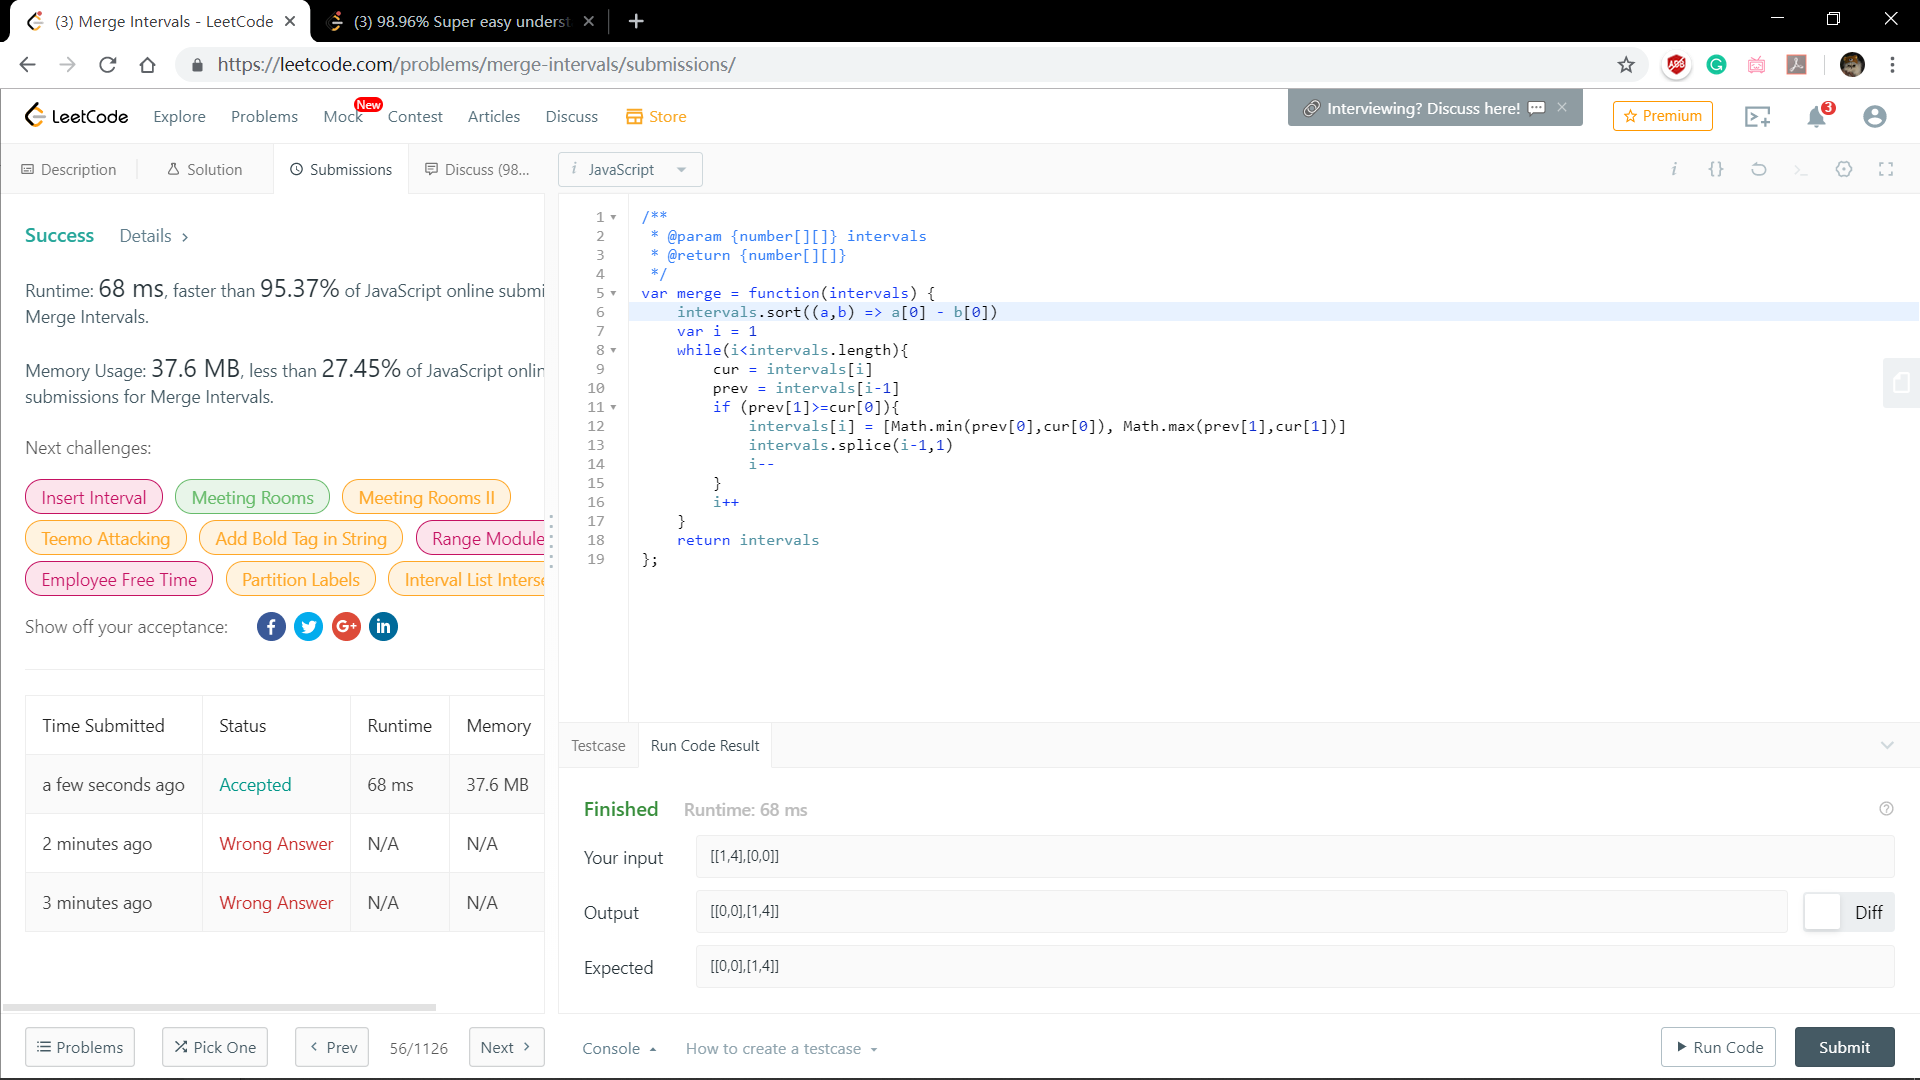 (3) Merge Intervals - LeetCode
(3) 98.96% Super easy underst
https://leetcode.com/problems/merge-intervals/submissions/
LeetCode
Explore
Problems
Mock
New
Contest
Articles
Discuss
Store
Interviewing? Discuss here!
Premium
3
Description
Solution
Submissions
Discuss (98...
i JavaScript
Success
Details >
Runtime: 68 ms, faster than 95.37% of JavaScript online submi
Merge Intervals.
Memory Usage: 37.6 MB, less than 27.45% of JavaScript onlin
submissions for Merge Intervals.
Next challenges:
Insert Interval
Meeting Rooms
Meeting Rooms II
Teemo Attacking
Add Bold Tag in String
Range Module
Employee Free Time
Partition Labels
Interval List Interse
Show off your acceptance:
Time Submitted Status Runtime Memory
a few seconds ago Accepted 68 ms 37.6 MB
2 minutes ago Wrong Answer N/A N/A
3 minutes ago Wrong Answer N/A N/A
Problems
Pick One
< Prev
56/1126
Next >
1 /**
2 * @param {number[][]} intervals
3 * @return {number[][]}
4 */
5 var merge = function(intervals) {
6 intervals.sort((a,b) => a[0] - b[0])
7 var i = 1
8 while(i<intervals.length){
9 cur = intervals[i]
10 prev = intervals[i-1]
11 if (prev[1]>=cur[0]){
12 intervals[i] = [Math.min(prev[0],cur[0]), Math.max(prev[1],cur[1])]
13 intervals.splice(i-1,1)
14 i--
15 }
16 i++
17 }
18 return intervals
19 };
Testcase
Run Code Result
Finished
Runtime: 68 ms
Your input
[[1,4],[0,0]]
Output
[[0,0],[1,4]]
Diff
Expected
[[0,0],[1,4]]
Console
How to create a testcase
Run Code
Submit